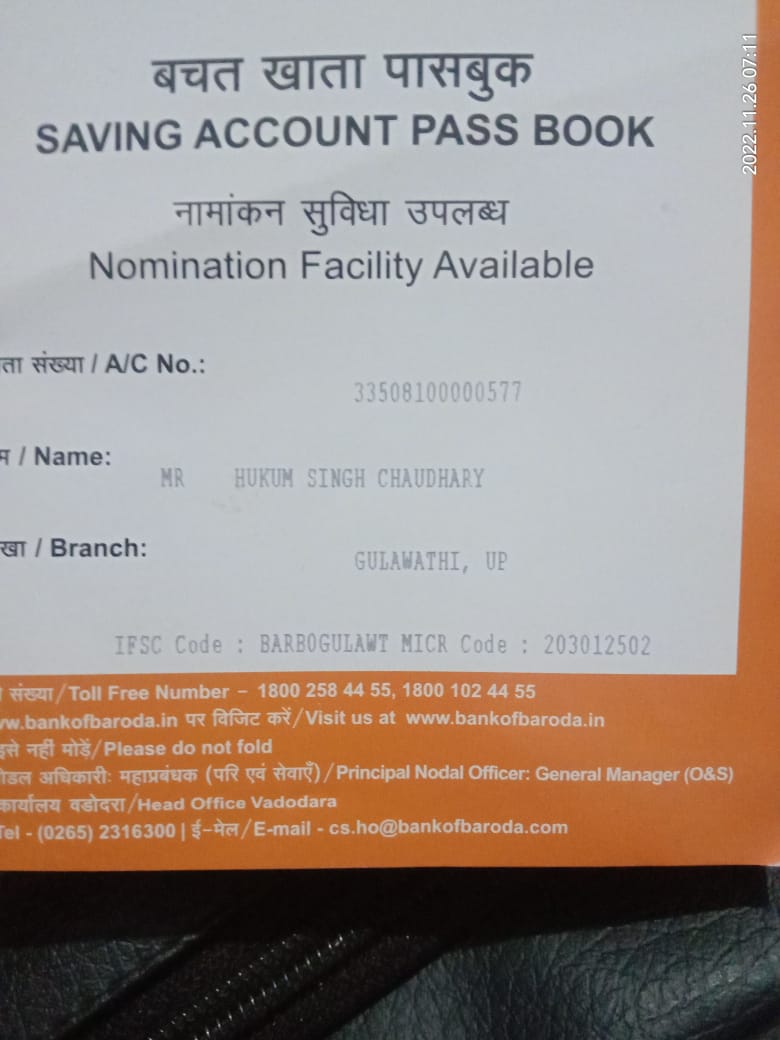 2022.11.26 07:11
बचत खाता पासबुक
SAVING ACCOUNT PASS BOOK
नामांकन सुविधा उपलब्ध
Nomination Facility Available
ता संख्या / A/C No.:
33508100000577
म / Name:
MR HUKUM SINGH CHAUDHARY
खा / Branch:
GULAWATHI, UP
IFSC Code : BARB0GULAWT MICR Code : 203012502
संख्या/Toll Free Number – 1800 258 44 55, 1800 102 44 55
ww.bankofbaroda.in पर विजिट करें/Visit us at www.bankofbaroda.in
इसे नहीं मोड़ें/Please do not fold
डल अधिकारीः महाप्रबंधक (परि एवं सेवाएँ)/Principal Nodal Officer: General Manager (O&S)
कार्यालय वडोदरा/Head Office Vadodara
Tel - (0265) 2316300 | ई-मेल/E-mail - cs.ho@bankofbaroda.com